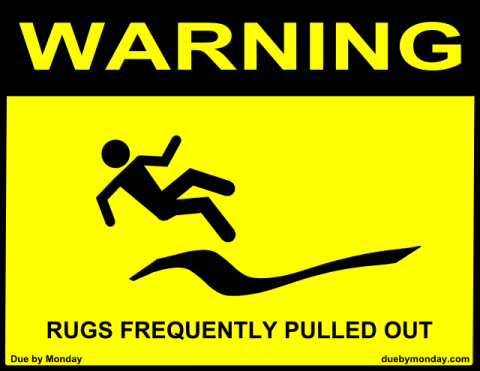 WARNING
RUGS FREQUENTLY PULLED OUT
Due by Monday
duebymonday.com